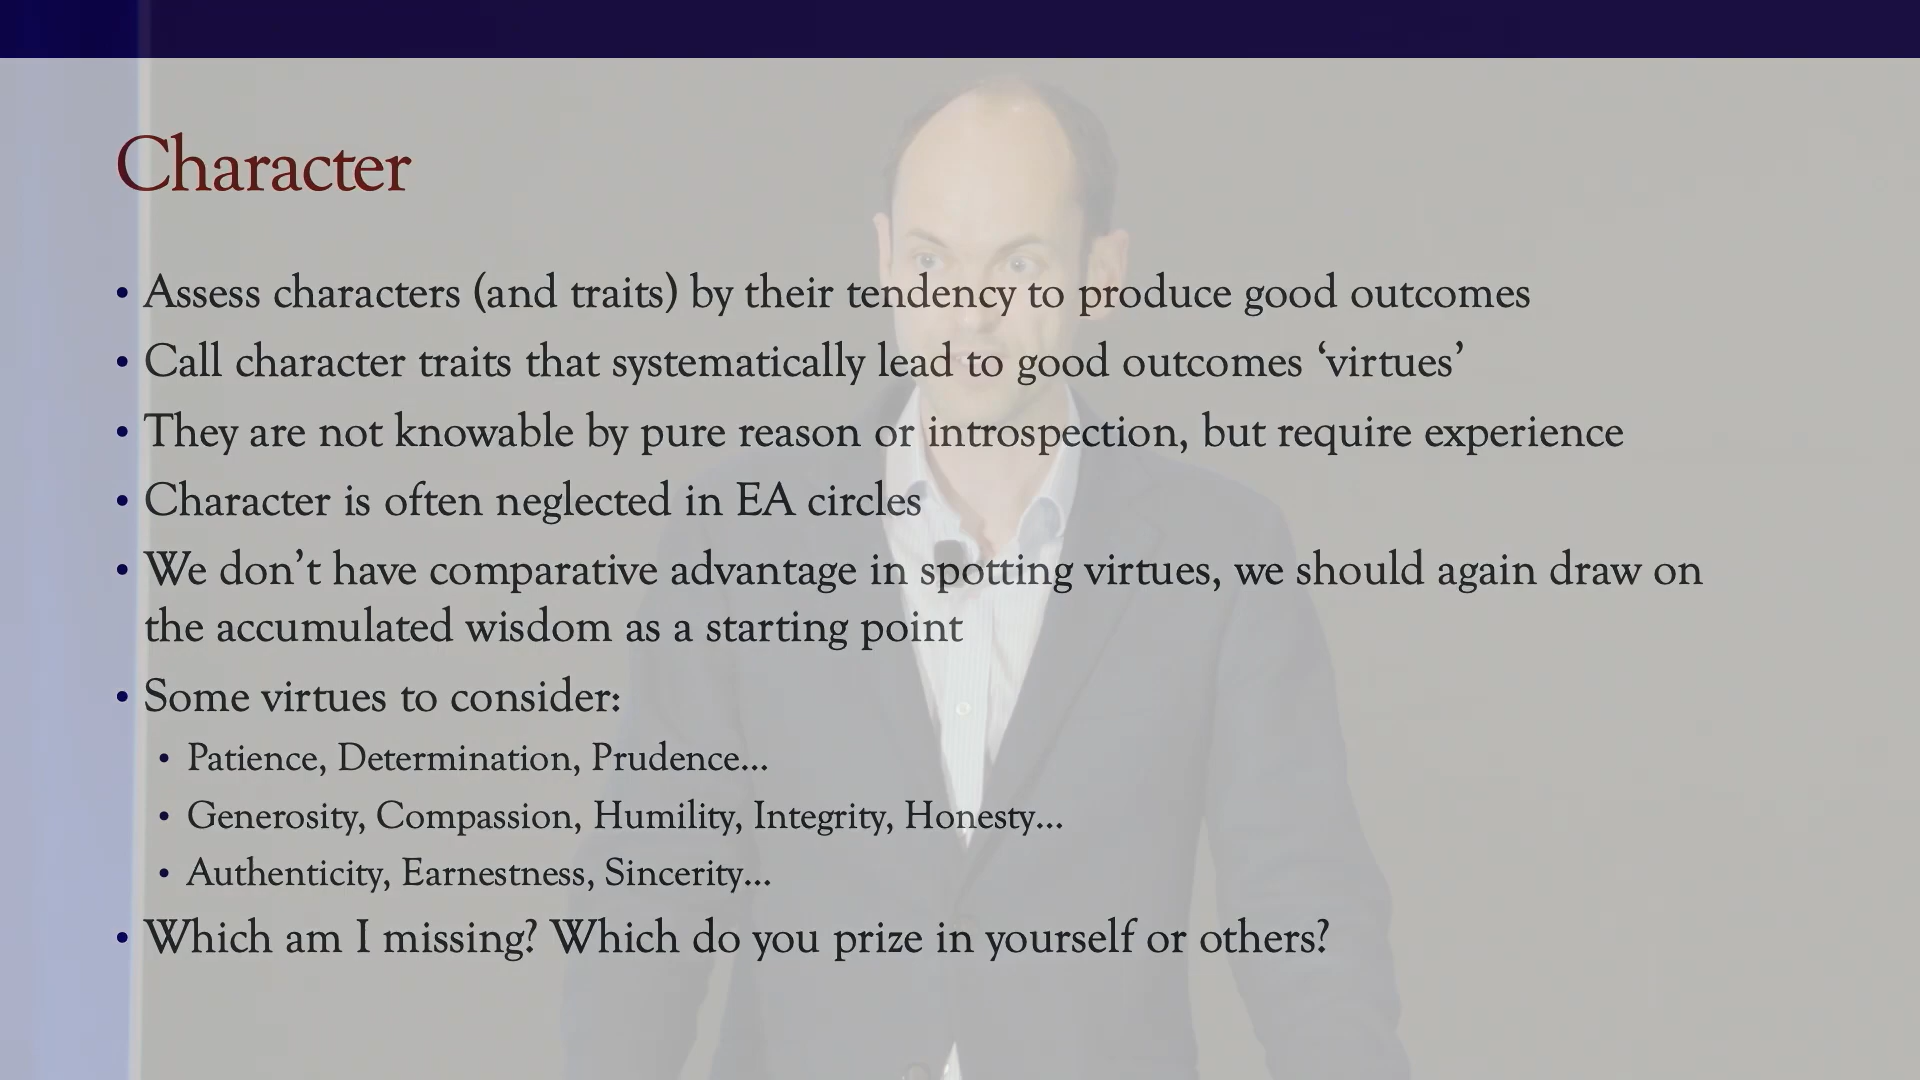 Character
• Assess characters (and traits) by their tendency to produce good outcomes
• Call character traits that systematically lead to good outcomes ‘virtues’
• They are not knowable by pure reason or introspection, but require experience
• Character is often neglected in EA circles
• We don’t have comparative advantage in spotting virtues, we should again draw on
the accumulated wisdom as a starting point
• Some virtues to consider:
• Patience, Determination, Prudence...
• Generosity, Compassion, Humility, Integrity, Honesty...
• Authenticity, Earnestness, Sincerity...
• Which am I missing? Which do you prize in yourself or others?